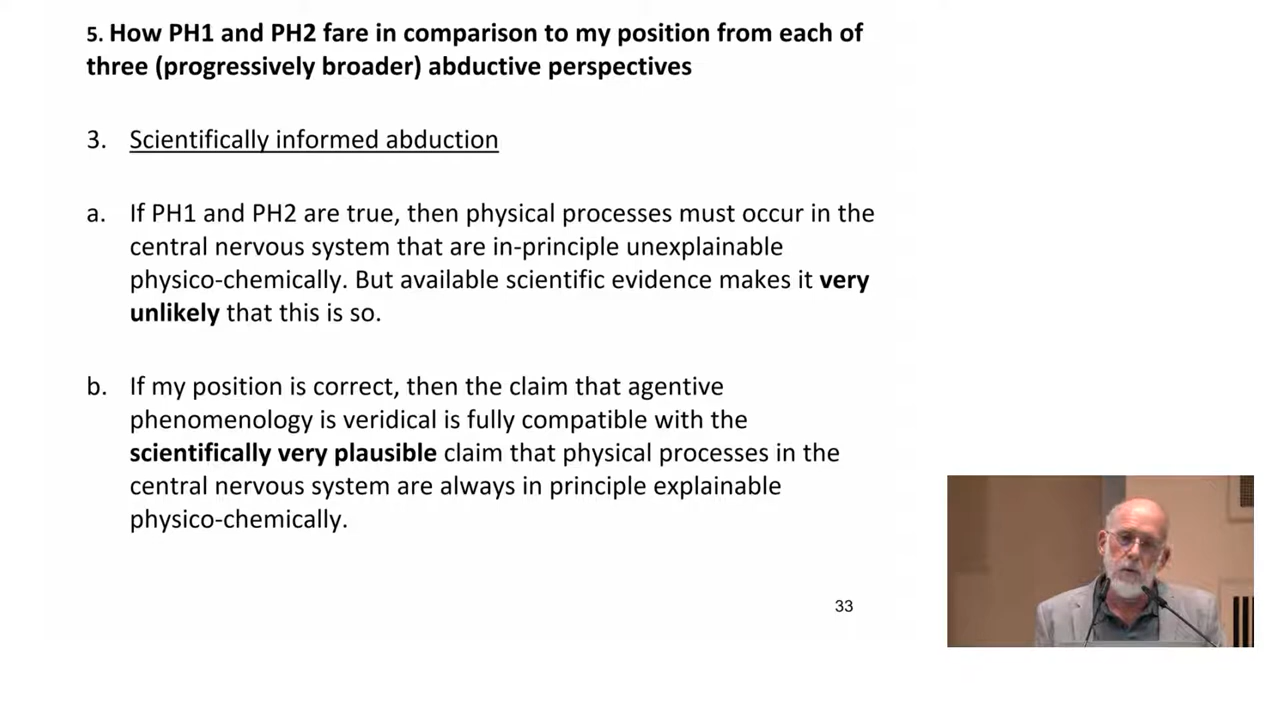 5. How PH1 and PH2 fare in comparison to my position from each of
three (progressively broader) abductive perspectives
3. Scientifically informed abduction
a. If PH1 and PH2 are true, then physical processes must occur in the
central nervous system that are in-principle unexplainable
physico-chemically. But available scientific evidence makes it very
unlikely that this is so.
b. If my position is correct, then the claim that agentive
phenomenology is veridical is fully compatible with the
scientifically very plausible claim that physical processes in the
central nervous system are always in principle explainable
physico-chemically.
33